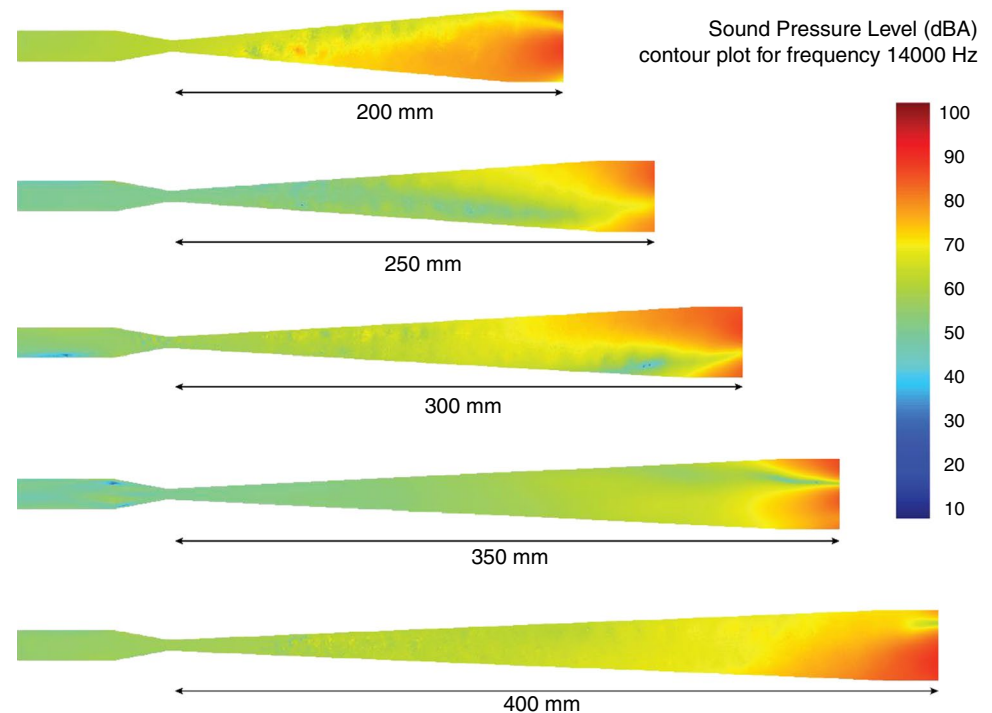 Sound Pressure Level (dBA)
contour plot for frequency 14000 Hz
200 mm
250 mm
300 mm
350 mm
400 mm
100
90
80
70
60
50
40
30
20
10